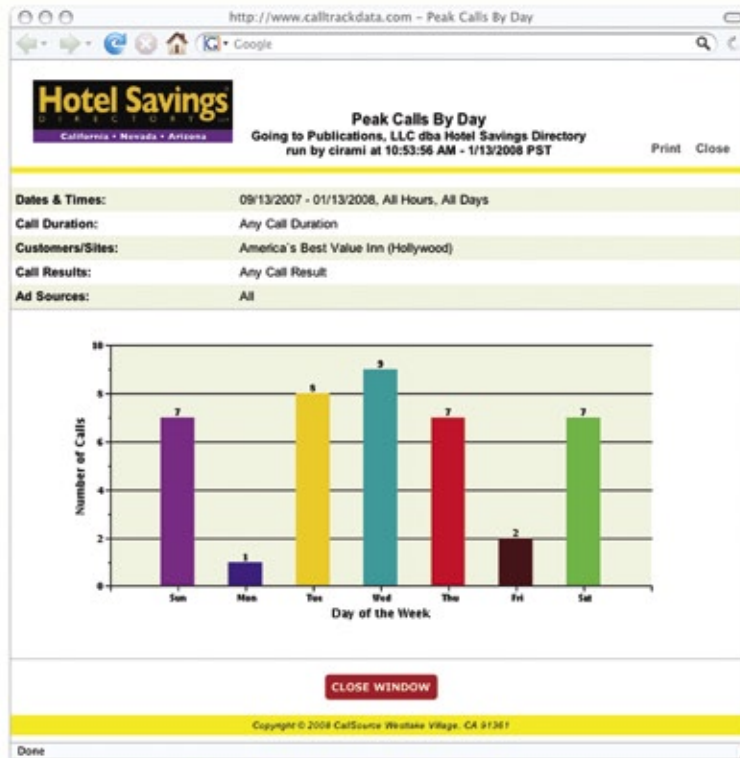 http://www.calltrackdata.com – Peak Calls By Day
G Google
Hotel Savings
DIRECTORY
California • Nevada • Arizona
Peak Calls By Day
Going to Publications, LLC dba Hotel Savings Directory
run by cirami at 10:53:56 AM - 1/13/2008 PST
Print Close
Dates & Times: 09/13/2007 - 01/13/2008, All Hours, All Days
Call Duration: Any Call Duration
Customers/Sites: America's Best Value Inn (Hollywood)
Call Results: Any Call Result
Ad Sources: All
10
8
6
4
2
0
Number of Calls
7
1
8
9
7
2
7
Sun Mon Tue Wed Thu Fri Sat
Day of the Week
CLOSE WINDOW
Copyright © 2008 CallSource Westlake Village, CA 91361
Done